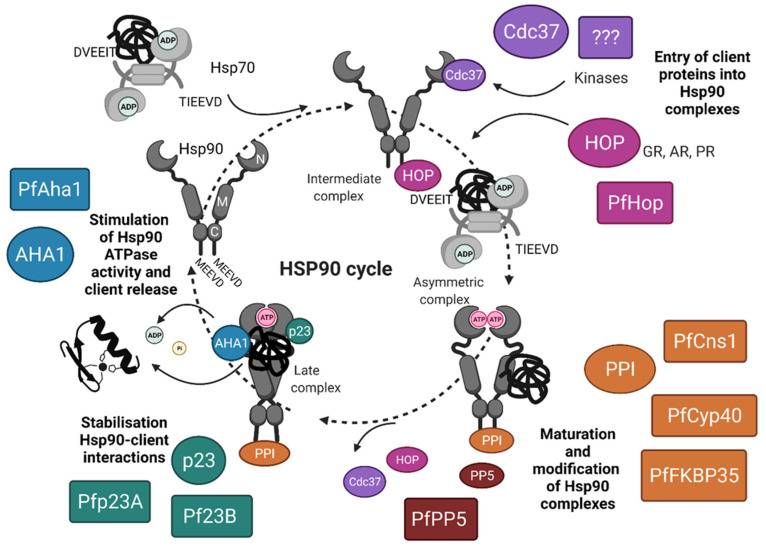 DVEEIT
ADP
ADP
Hsp70
TIEEVD
Cdc37
???
Cdc37
Kinases
Entry of client
proteins into
Hsp90
complexes
HOP
GR, AR, PR
PfHop
Hsp90
N
M
C
MEEVD
MEEVD
Intermediate
complex
HOP
DVEEIT
ADP
ADP
TIEEVD
Asymmetric
complex
PfAha1
AHA1
Stimulation
of Hsp90
ATPase
activity and
client release
HSP90 cycle
ATP
p23
AHA1
ADP
Pi
Late
complex
PPI
ATP
ATP
PPI
PP5
PfPP5
HOP
Cdc37
PPI
PfCns1
PfCyp40
PfFKBP35
Maturation
and
modification
of Hsp90
complexes
Stabilisation
Hsp90-client
interactions
p23
Pfp23A
Pf23B